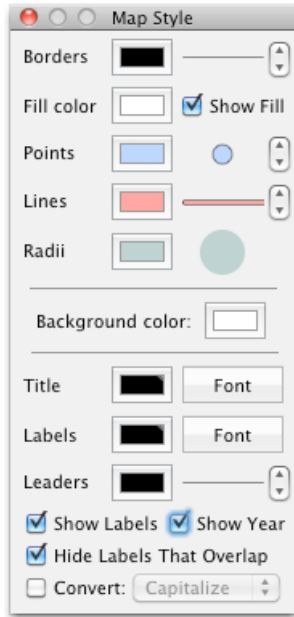 Map Style
Borders
Fill color Show Fill
Points
Lines
Radii
Background color:
Title Font
Labels Font
Leaders
Show Labels Show Year
Hide Labels That Overlap
Convert: Capitalize